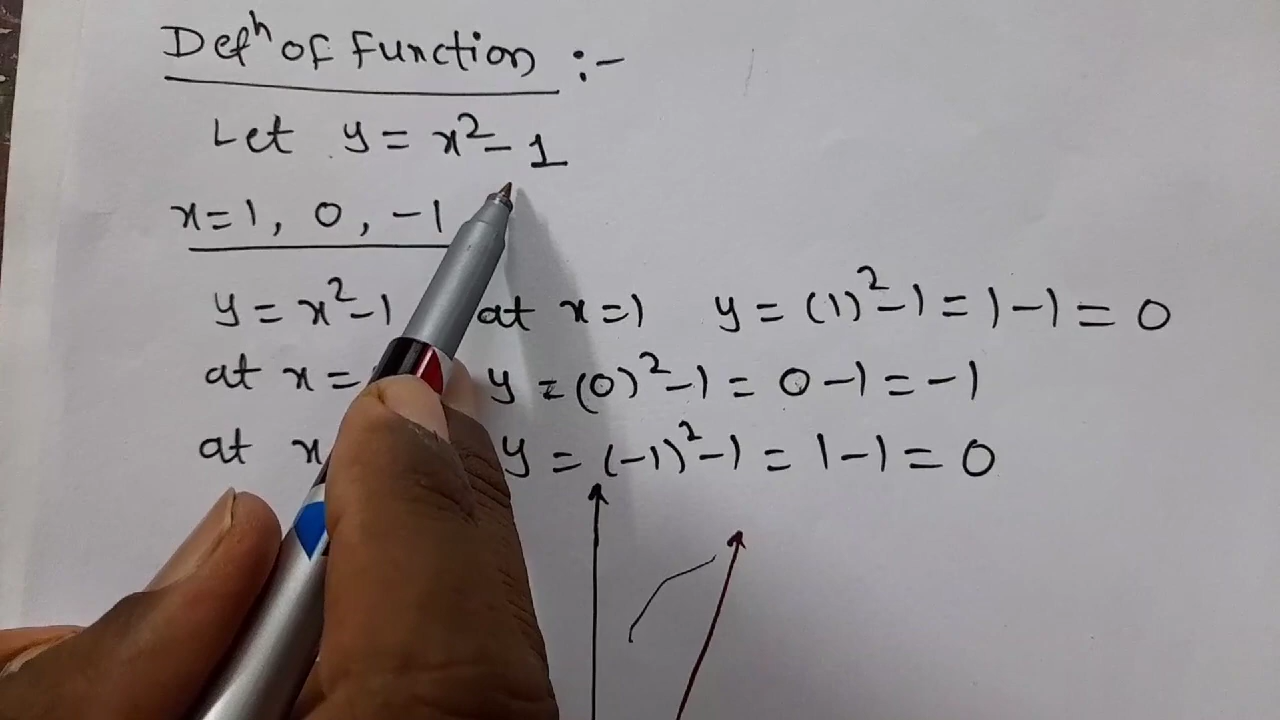 Defn of Function :-
Let y = x² - 1
x = 1, 0, -1
y = x² - 1 at x = 1 y = (1)² - 1 = 1 - 1 = 0
at x = y = (0)² - 1 = 0 - 1 = -1
at x y = (-1)² - 1 = 1 - 1 = 0